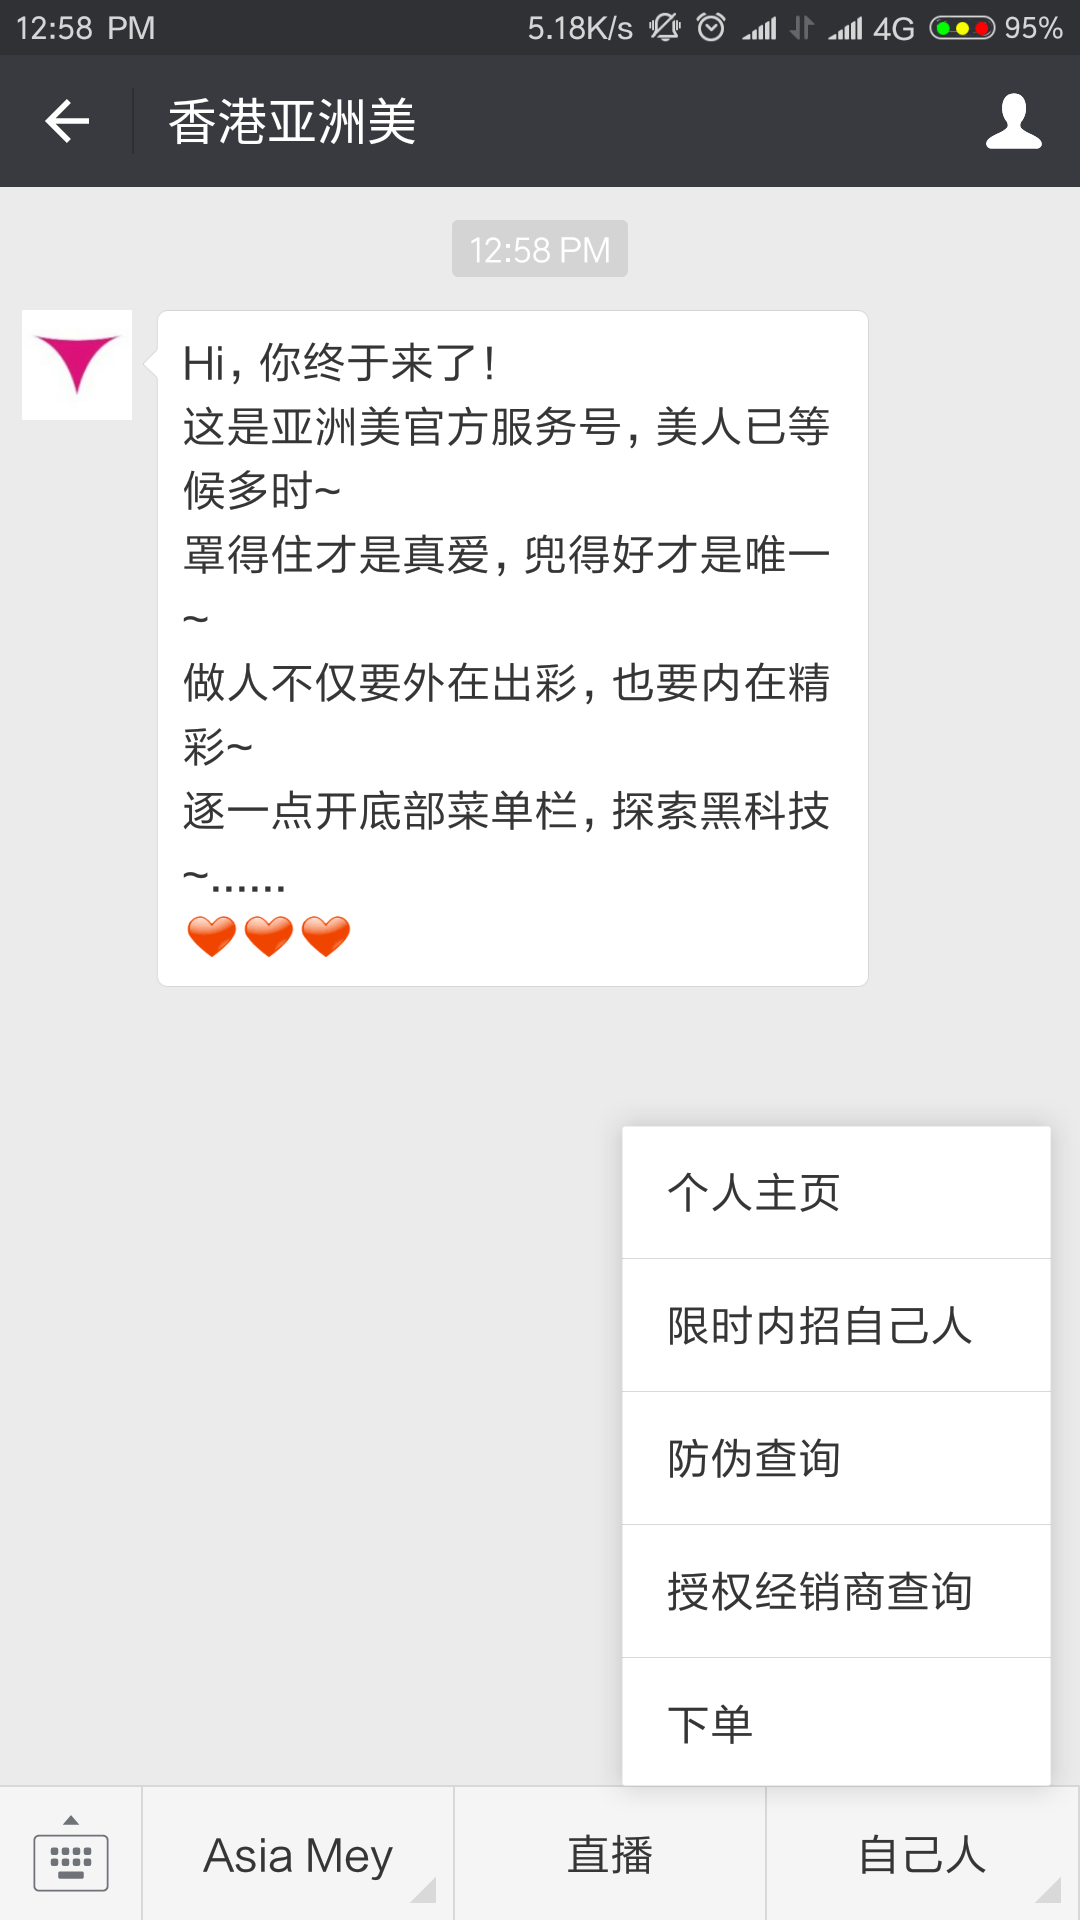 12:58 PM 5.18K/s 4G 95%
香港亚洲美
12:58 PM
Hi, 你终于来了!
这是亚洲美官方服务号, 美人已等
候多时~
罩得住才是真爱, 兜得好才是唯一
~
做人不仅要外在出彩, 也要内在精
彩~
逐一点开底部菜单栏, 探索黑科技
~......
个人主页
限时内招自己人
防伪查询
授权经销商查询
下单
Asia Mey 直播 自己人